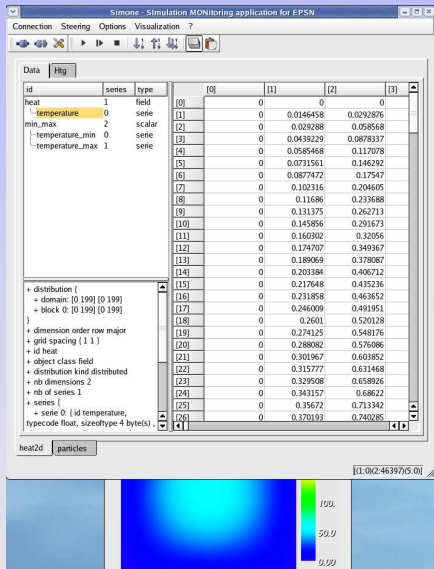 Simone - SImulation MONitoring application for EPSN
Connection Steering Options Visualization ?
Data Htg
id series type
heat 1 field
temperature 0 serie
min_max 2 scalar
temperature_min 0 serie
temperature_max 1 serie
[0] [1] [2] [3]
[0] 0 0 0
[1] 0 0.0146458 0.0292876
[2] 0 0.029288 0.058568
[3] 0 0.0439229 0.0878337
[4] 0 0.0585468 0.117078
[5] 0 0.0731561 0.146292
[6] 0 0.0877472 0.17547
[7] 0 0.102316 0.204605
[8] 0 0.11686 0.233688
[9] 0 0.131375 0.262713
[10] 0 0.145856 0.291673
[11] 0 0.160302 0.32056
[12] 0 0.174707 0.349367
[13] 0 0.189069 0.378087
[14] 0 0.203384 0.406712
[15] 0 0.217648 0.435236
[16] 0 0.231858 0.463652
[17] 0 0.246009 0.491951
[18] 0 0.2601 0.520128
[19] 0 0.274125 0.548176
[20] 0 0.288082 0.576086
[21] 0 0.301967 0.603852
[22] 0 0.315777 0.631468
[23] 0 0.329508 0.658926
[24] 0 0.343157 0.68622
[25] 0 0.35672 0.713342
[26] 0 0.370193 0.740285
+ distribution {
+ domain: [0 199] [0 199]
+ block 0: [0 199] [0 199]
}
+ dimension order row major
+ grid spacing { 1 1 }
+ id heat
+ object class field
+ distribution kind distributed
+ nb dimensions 2
+ nb of series 1
+ series {
+ serie 0: { id temperature,
typecode float, sizeoftype 4 byte(s) ,
heat2d particles
[(1:0)(2:46397)(5:0)]
100.
50.0
0.00